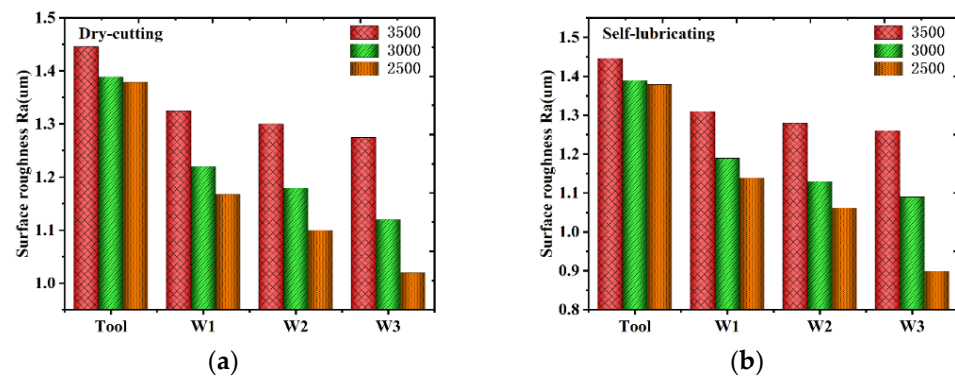 Dry-cutting
3500
3000
2500
Surface roughness Ra(um)
1.5
1.4
1.3
1.2
1.1
1.0
Tool W1 W2 W3
(a)
Self-lubricating
3500
3000
2500
Surface roughness Ra(um)
1.5
1.4
1.3
1.2
1.1
1.0
0.9
0.8
Tool W1 W2 W3
(b)